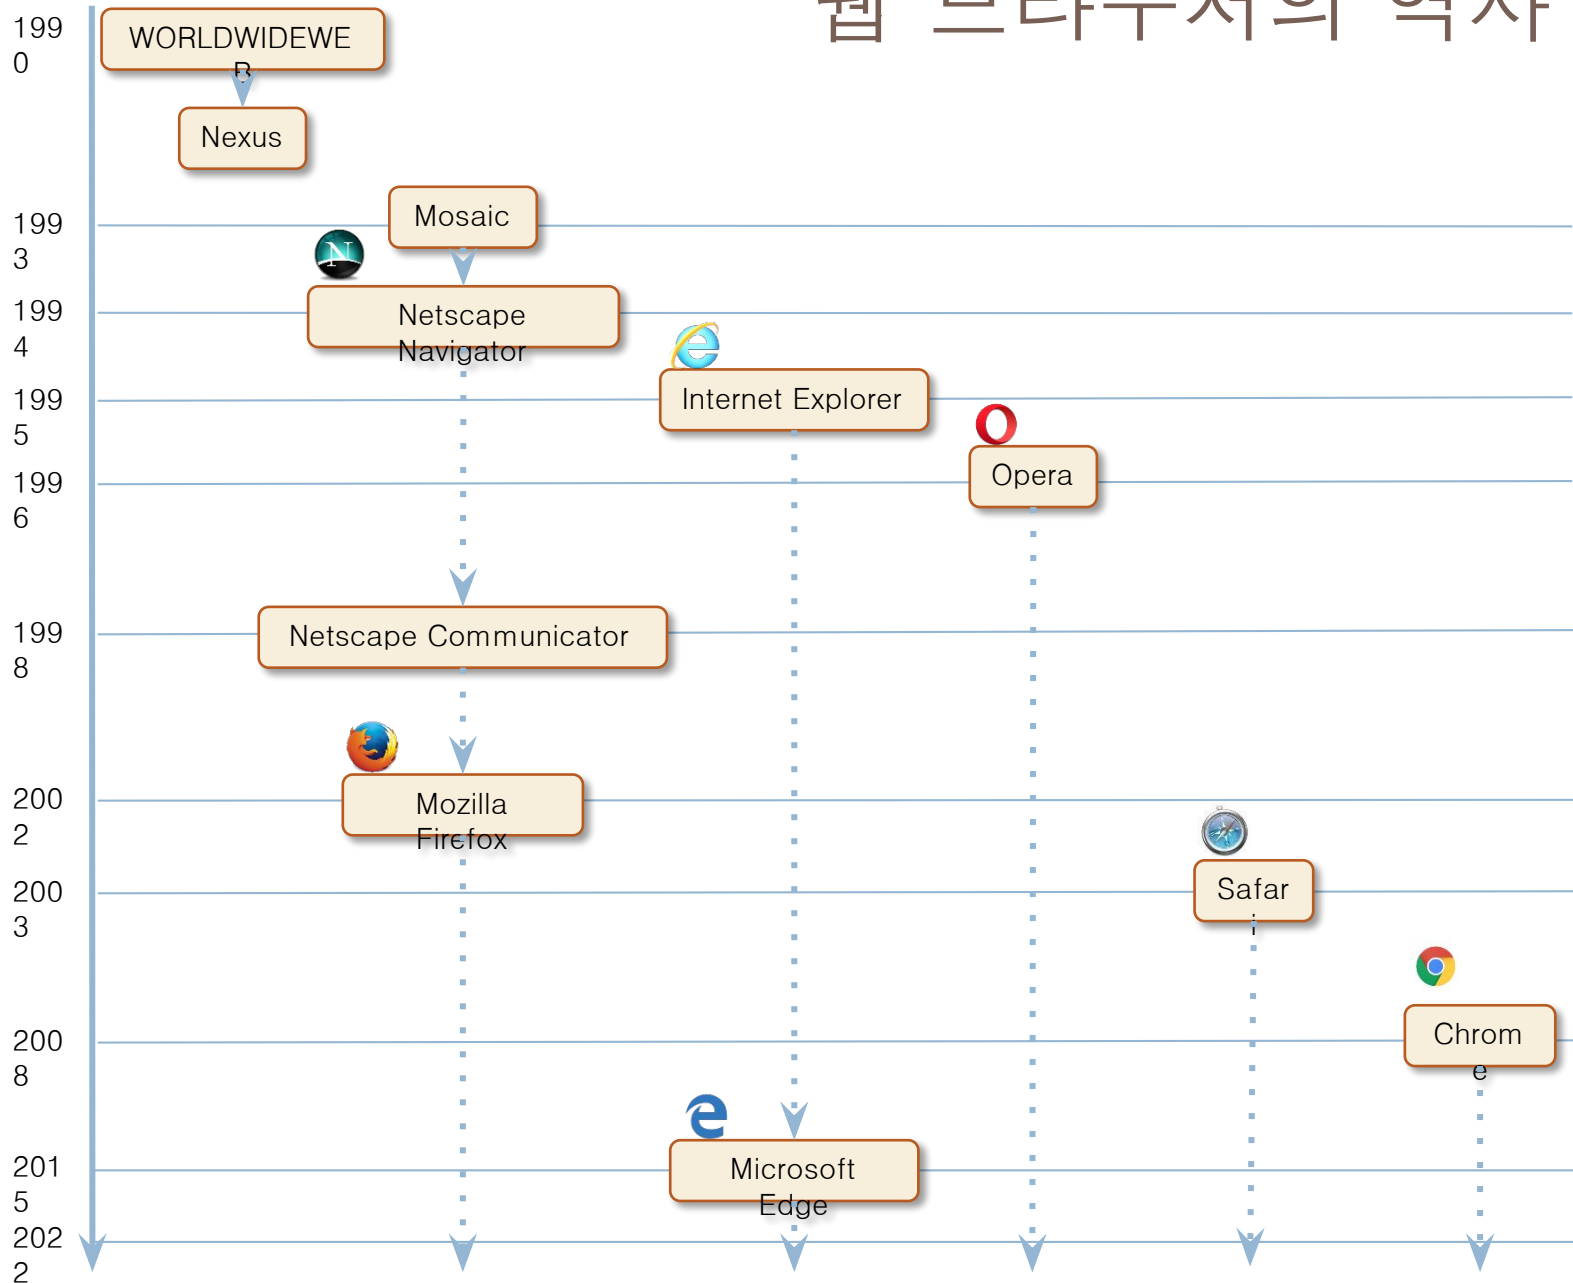 웹 브라우저의 역사
199
0
WORLDWIDEWE
B
Nexus
Mosaic
199
3
N
Netscape
Navigator
199
4
Internet Explorer
199
5
Opera
199
6
Netscape Communicator
199
8
Mozilla
Firefox
200
2
Safar
i
200
3
Chrom
e
200
8
Microsoft
Edge
201
5
202
2